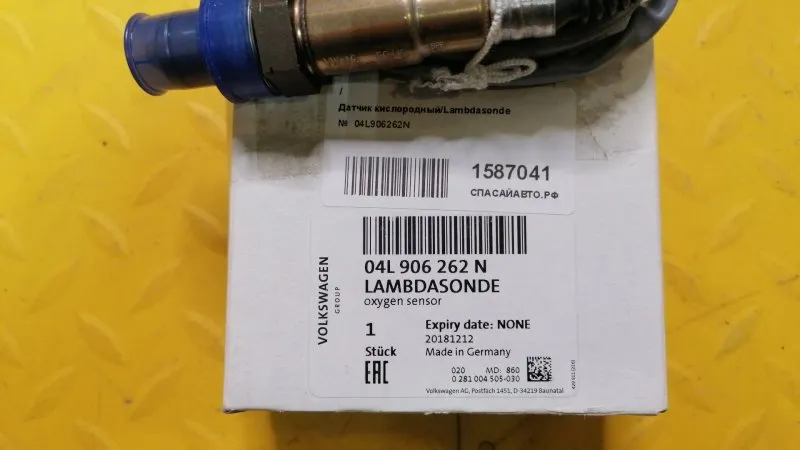 /
Датчик кислородный/Lambdasonde
№ 04L906262N
1587041
СПАСАЙАВТО.РФ
VOLKSWAGEN
GROUP
04L 906 262 N
LAMBDASONDE
oxygen sensor
1
Stück
Expiry date: NONE
20181212
Made in Germany
EAC
020 MD: 860
0 281 004 505-030
Volkswagen AG, Postfach 1451, D-34219 Baunatal